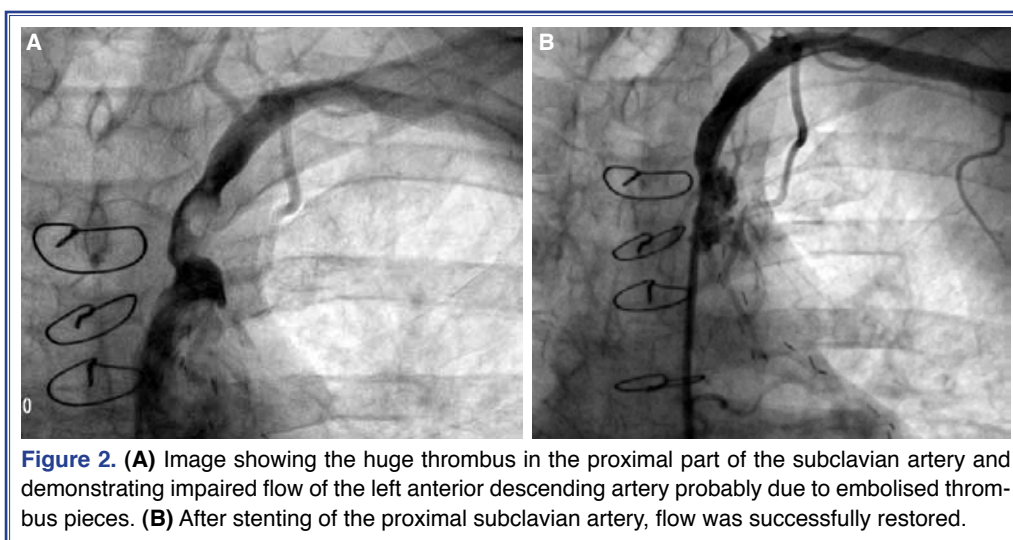 A
B
0
Figure 2. (A) Image showing the huge thrombus in the proximal part of the subclavian artery and
demonstrating impaired flow of the left anterior descending artery probably due to embolised throm-
bus pieces. (B) After stenting of the proximal subclavian artery, flow was successfully restored.